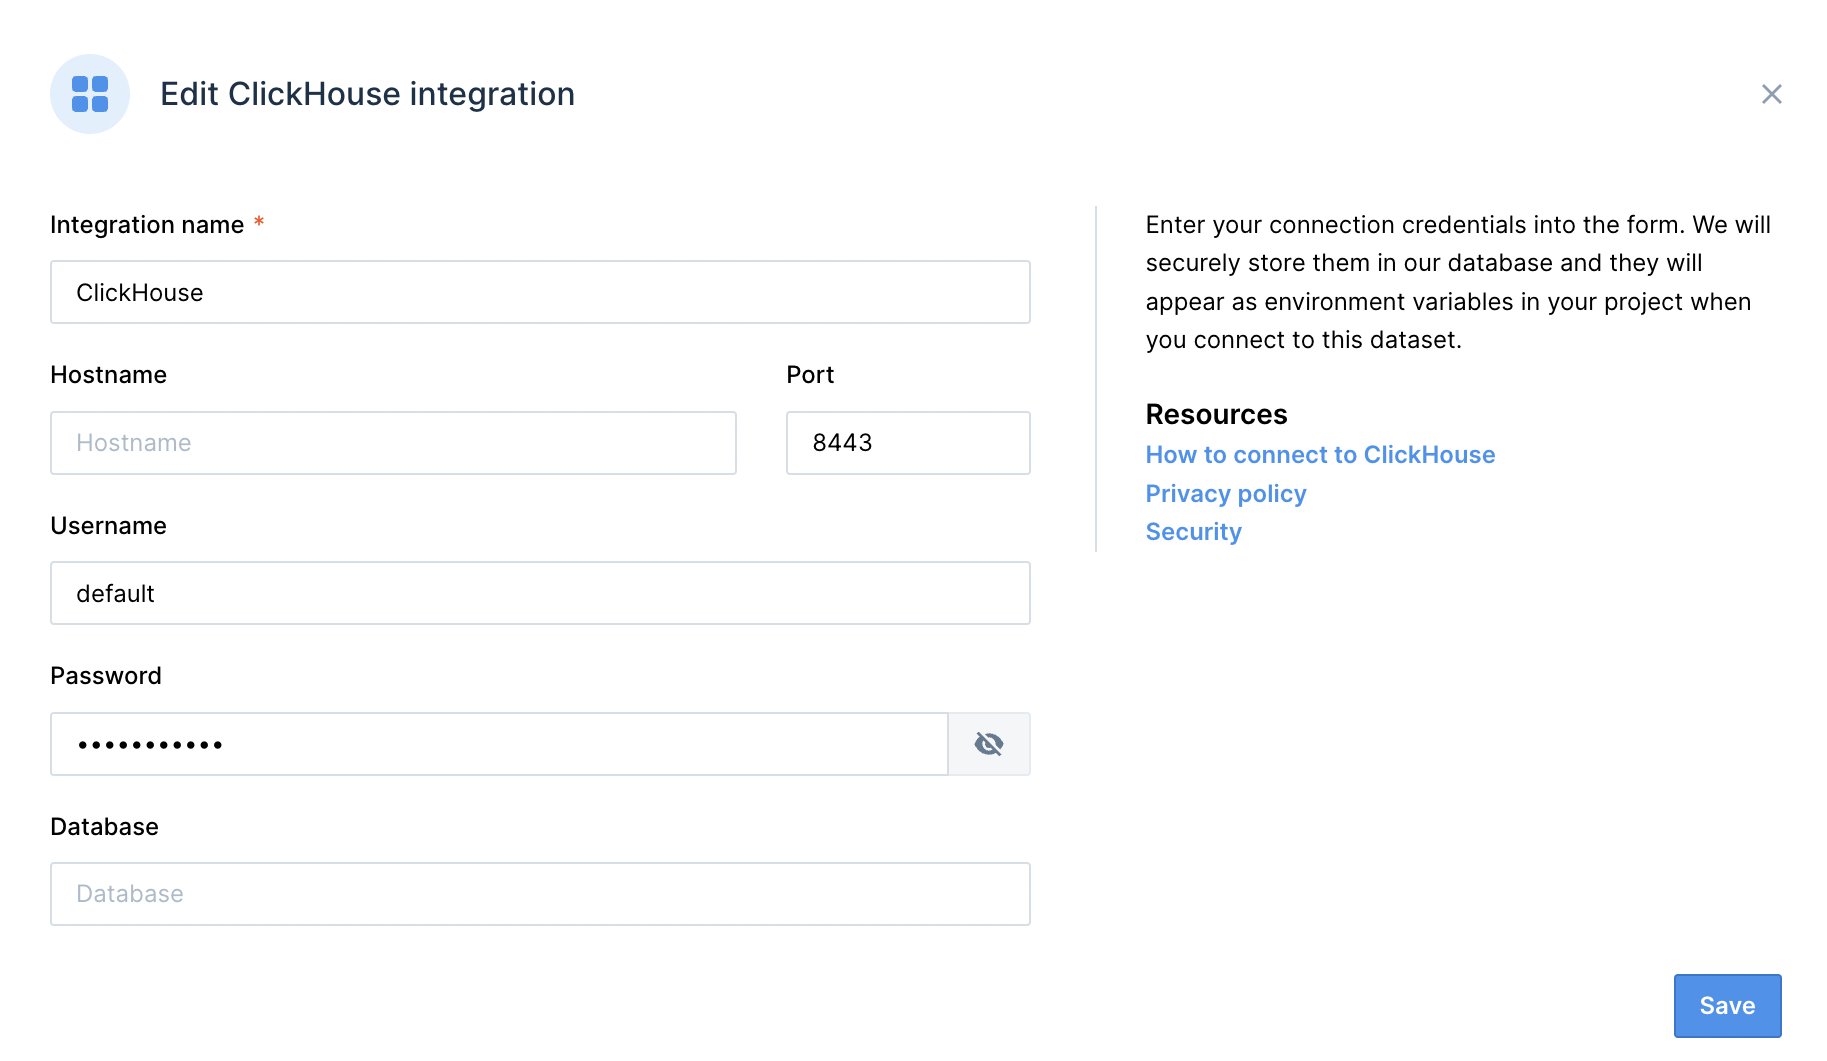 Edit ClickHouse integration
Integration name *
ClickHouse
Hostname
Port
Hostname
8443
Username
default
Password
•••••••••••
Database
Database
Enter your connection credentials into the form. We will
securely store them in our database and they will
appear as environment variables in your project when
you connect to this dataset.
Resources
How to connect to ClickHouse
Privacy policy
Security
Save